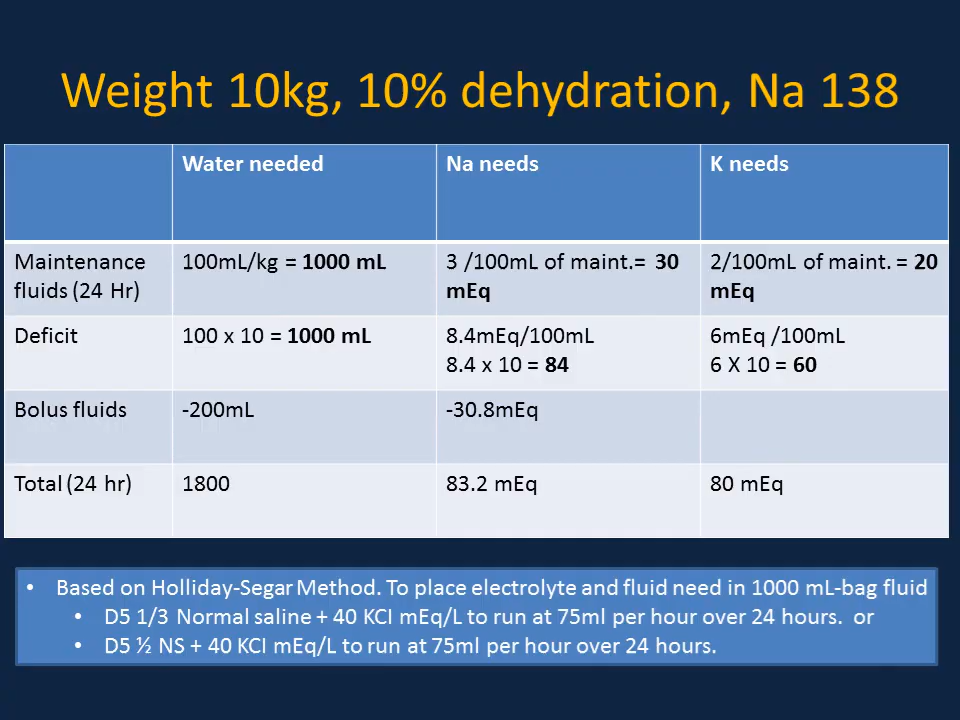 Weight 10kg, 10% dehydration, Na 138
Water needed
Na needs
K needs
Maintenance
fluids (24 Hr)
100mL/kg = 1000 mL
3 /100mL of maint.= 30
mEq
2/100mL of maint. = 20
mEq
Deficit
100 x 10 = 1000 mL
8.4mEq/100mL
8.4 x 10 = 84
6mEq /100mL
6 X 10 = 60
Bolus fluids
-200mL
-30.8mEq
Total (24 hr)
1800
83.2 mEq
80 mEq
• Based on Holliday-Segar Method. To place electrolyte and fluid need in 1000 mL-bag fluid
• D5 1/3 Normal saline + 40 KCl mEq/L to run at 75ml per hour over 24 hours. or
• D5 ½ NS + 40 KCl mEq/L to run at 75ml per hour over 24 hours.